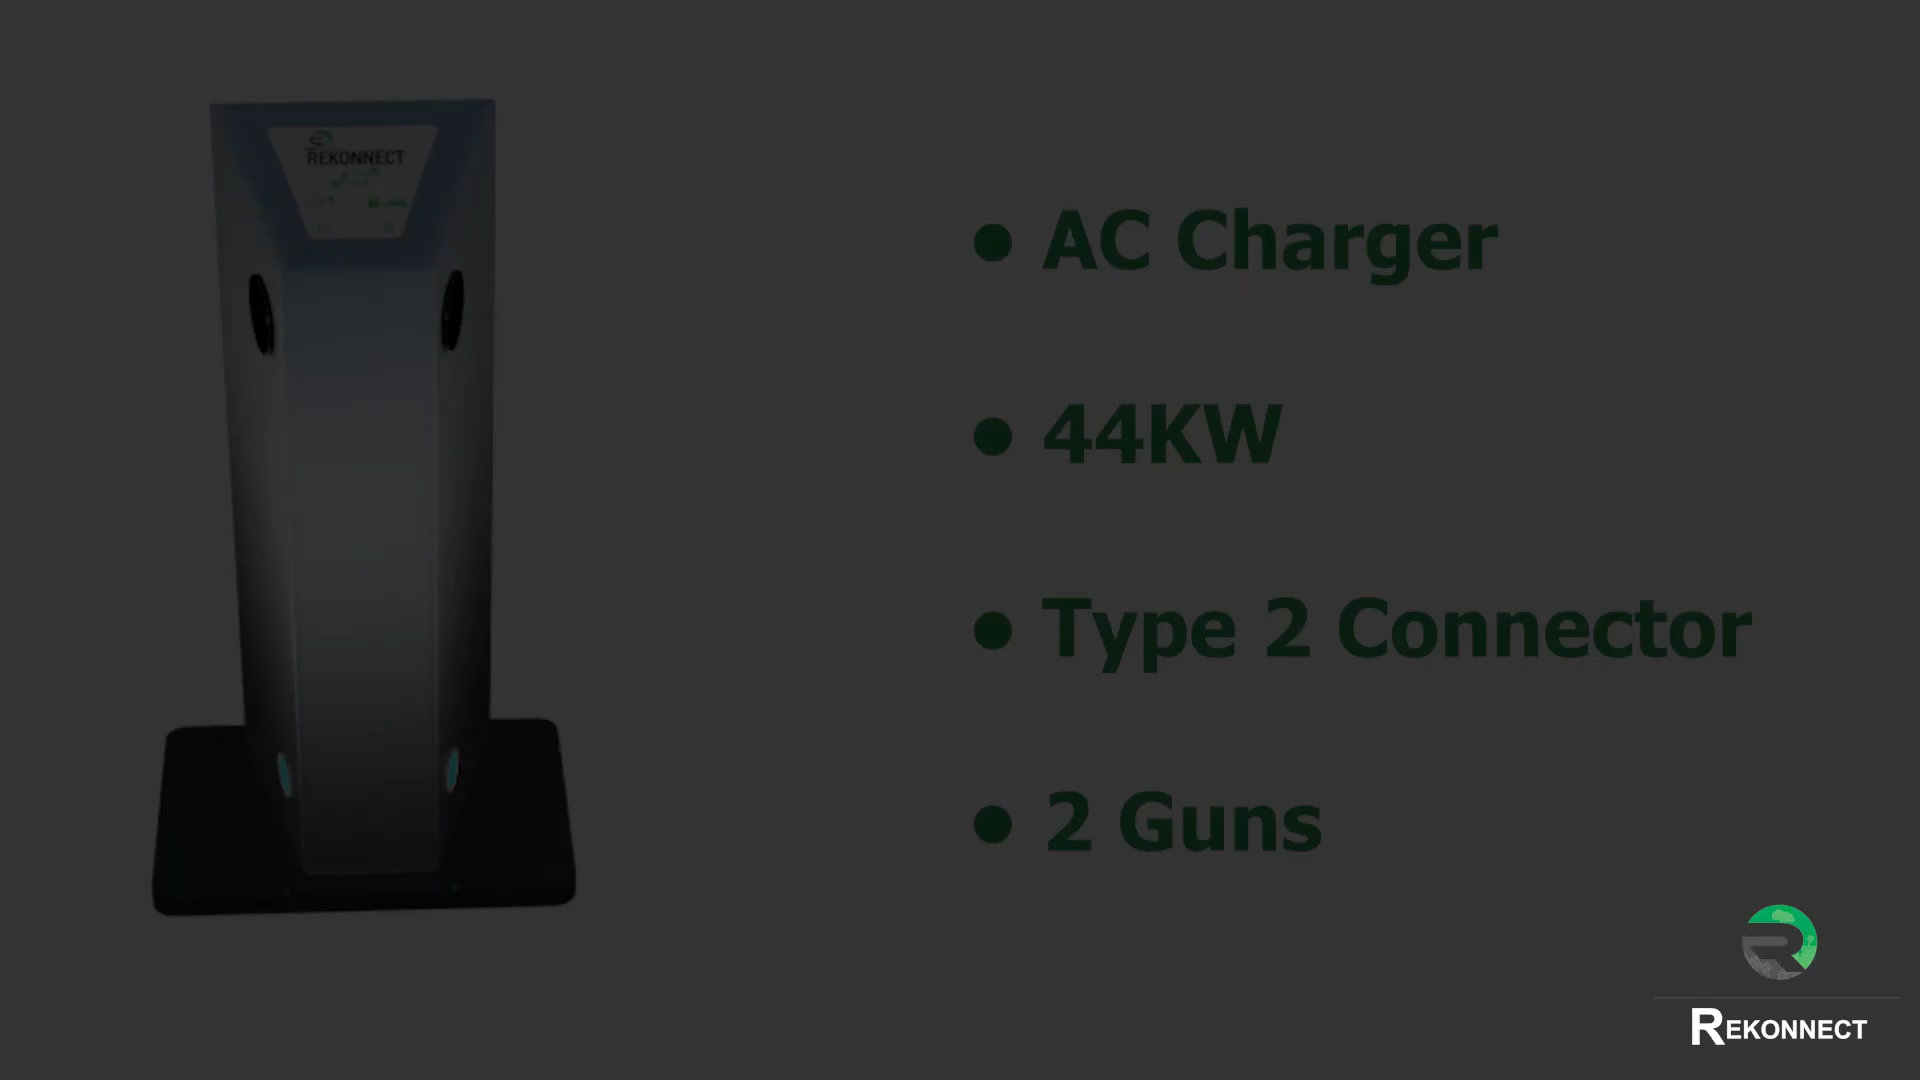 REKONNECT
• AC Charger
• 44KW
• Type 2 Connector
• 2 Guns
REKONNECT